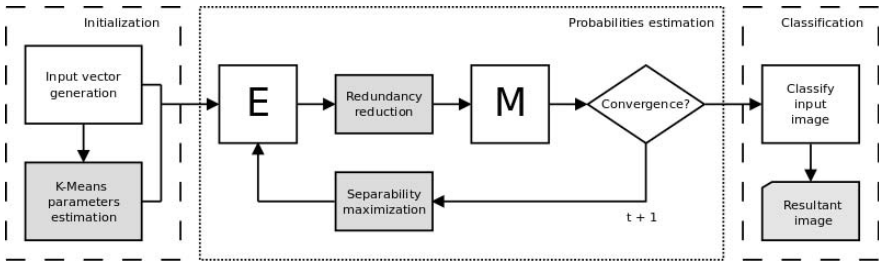 Initialization
Input vector
generation
K-Means
parameters
estimation
Probabilities estimation
E
Redundancy
reduction
M
Convergence?
Separability
maximization
t + 1
Classification
Classify
input
image
Resultant
image